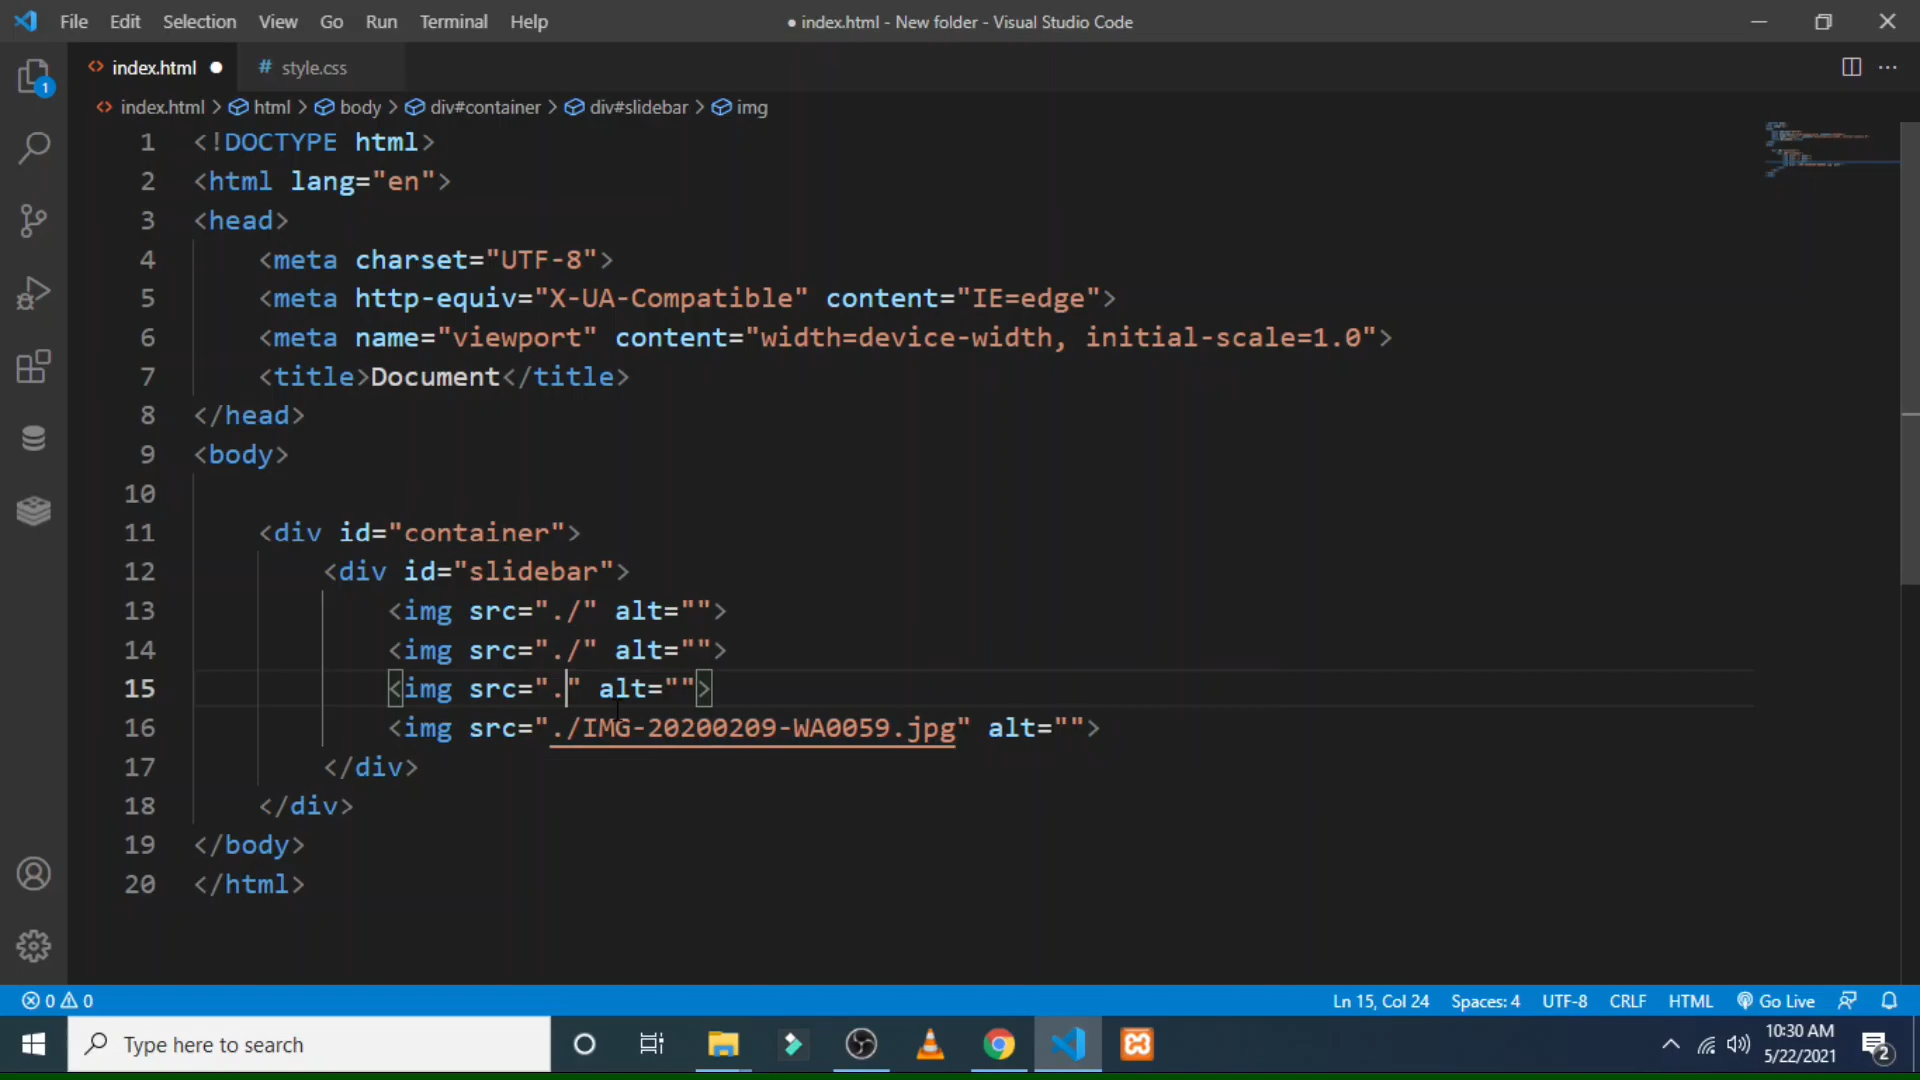 File Edit Selection View Go Run Terminal Help ● index.html - New folder - Visual Studio Code
index.html ● # style.css
1
<> index.html > html > body > div#container > div#slidebar > img
1 <!DOCTYPE html>
2 <html lang="en">
3 <head>
4 <meta charset="UTF-8">
5 <meta http-equiv="X-UA-Compatible" content="IE=edge">
6 <meta name="viewport" content="width=device-width, initial-scale=1.0">
7 <title>Document</title>
8 </head>
9 <body>
10
11 <div id="container">
12 <div id="slidebar">
13 <img src="./" alt="">
14 <img src="./" alt="">
15 <img src="." alt="">
16 <img src="./IMG-20200209-WA0059.jpg" alt="">
17 </div>
18 </div>
19 </body>
20 </html>
0 0 Ln 15, Col 24 Spaces: 4 UTF-8 CRLF HTML Go Live
Type here to search
10:30 AM
5/22/2021
2